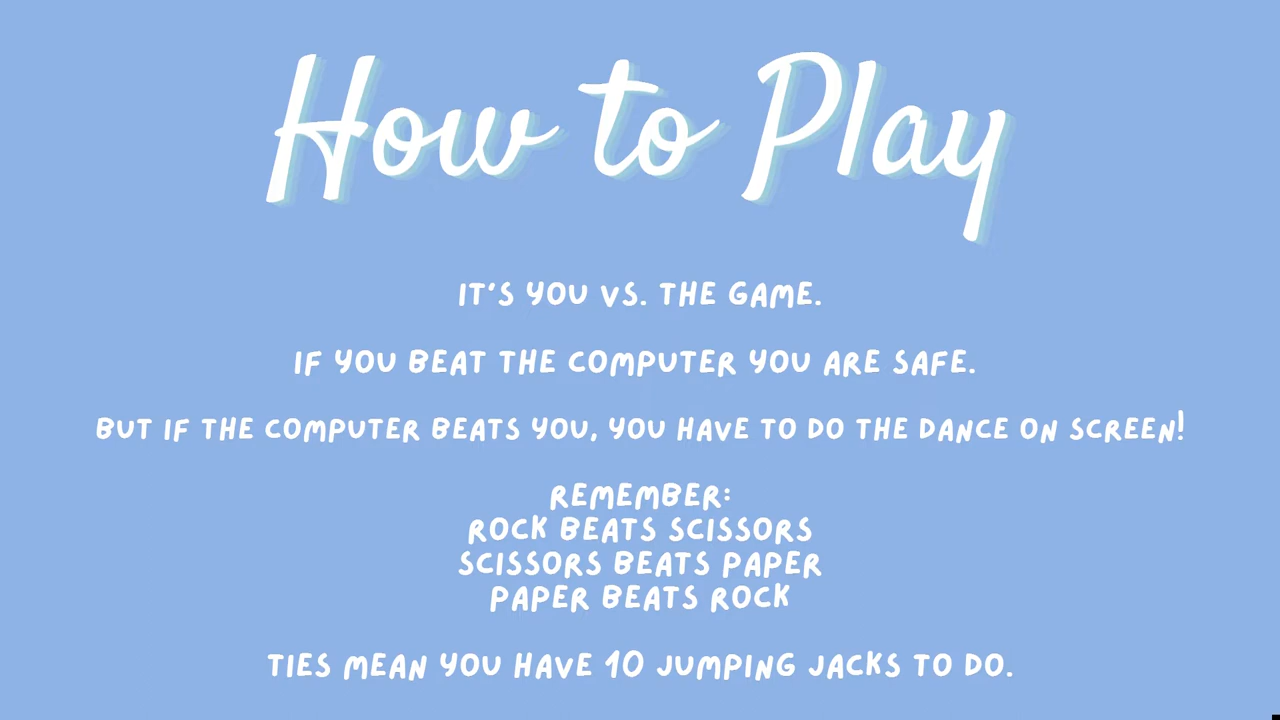 How to Play
IT'S YOU VS. THE GAME.
IF YOU BEAT THE COMPUTER YOU ARE SAFE.
BUT IF THE COMPUTER BEATS YOU, YOU HAVE TO DO THE DANCE ON SCREEN!
REMEMBER:
ROCK BEATS SCISSORS
SCISSORS BEATS PAPER
PAPER BEATS ROCK
TIES MEAN YOU HAVE 10 JUMPING JACKS TO DO.